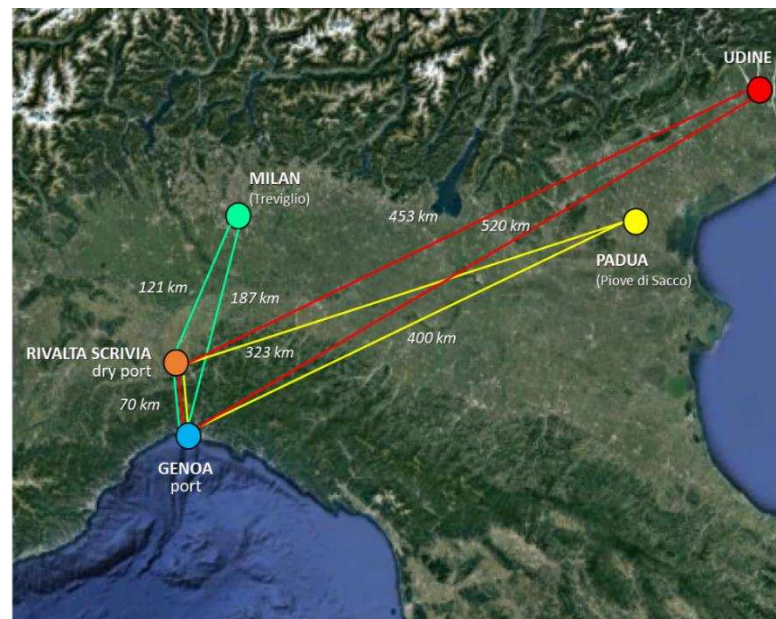 UDINE
MILAN
(Treviglio)
453 km
520 km
PADUA
(Piove di Sacco)
121 km
187 km
RIVALTA SCRIVIA
dry port
323 km
400 km
70 km
GENOA
port